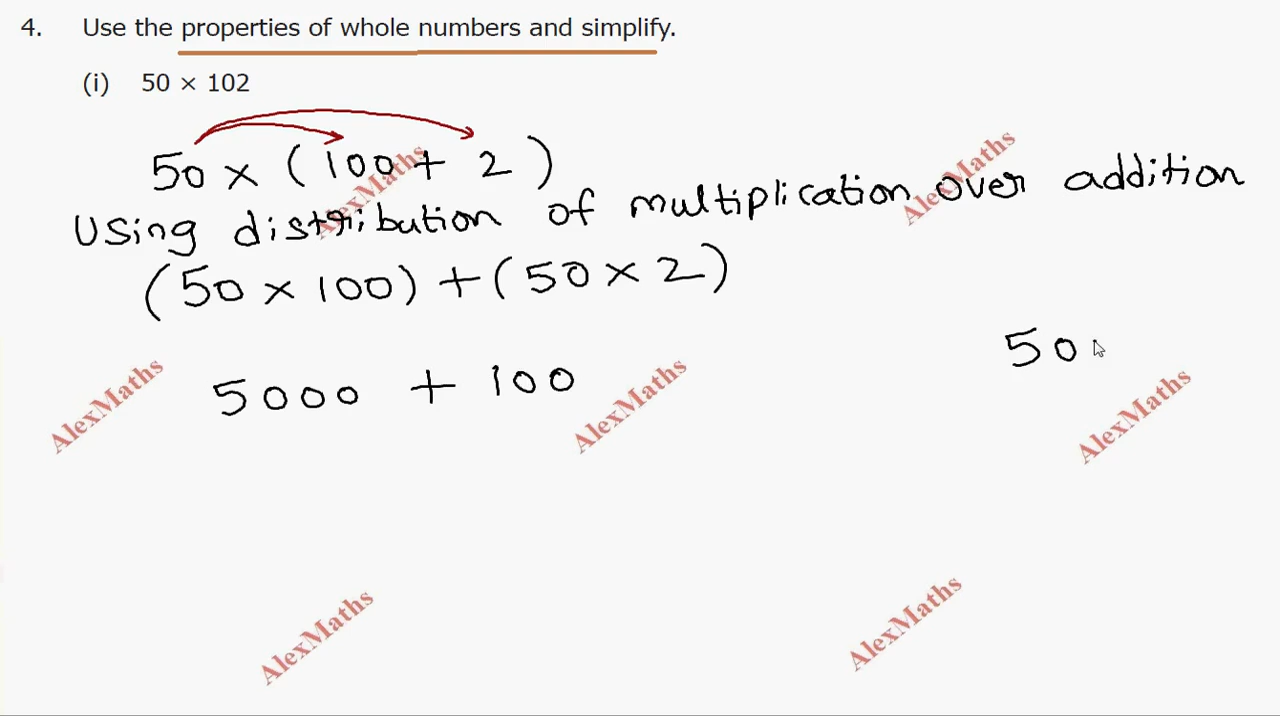 4. Use the properties of whole numbers and simplify.
(i) 50 × 102
50 × (100 + 2)
AlexMaths
AlexMaths
Using distribution of multiplication over addition
(50 × 100) + (50 × 2)
50
5000 + 100
AlexMaths
AlexMaths
AlexMaths
AlexMaths
AlexMaths